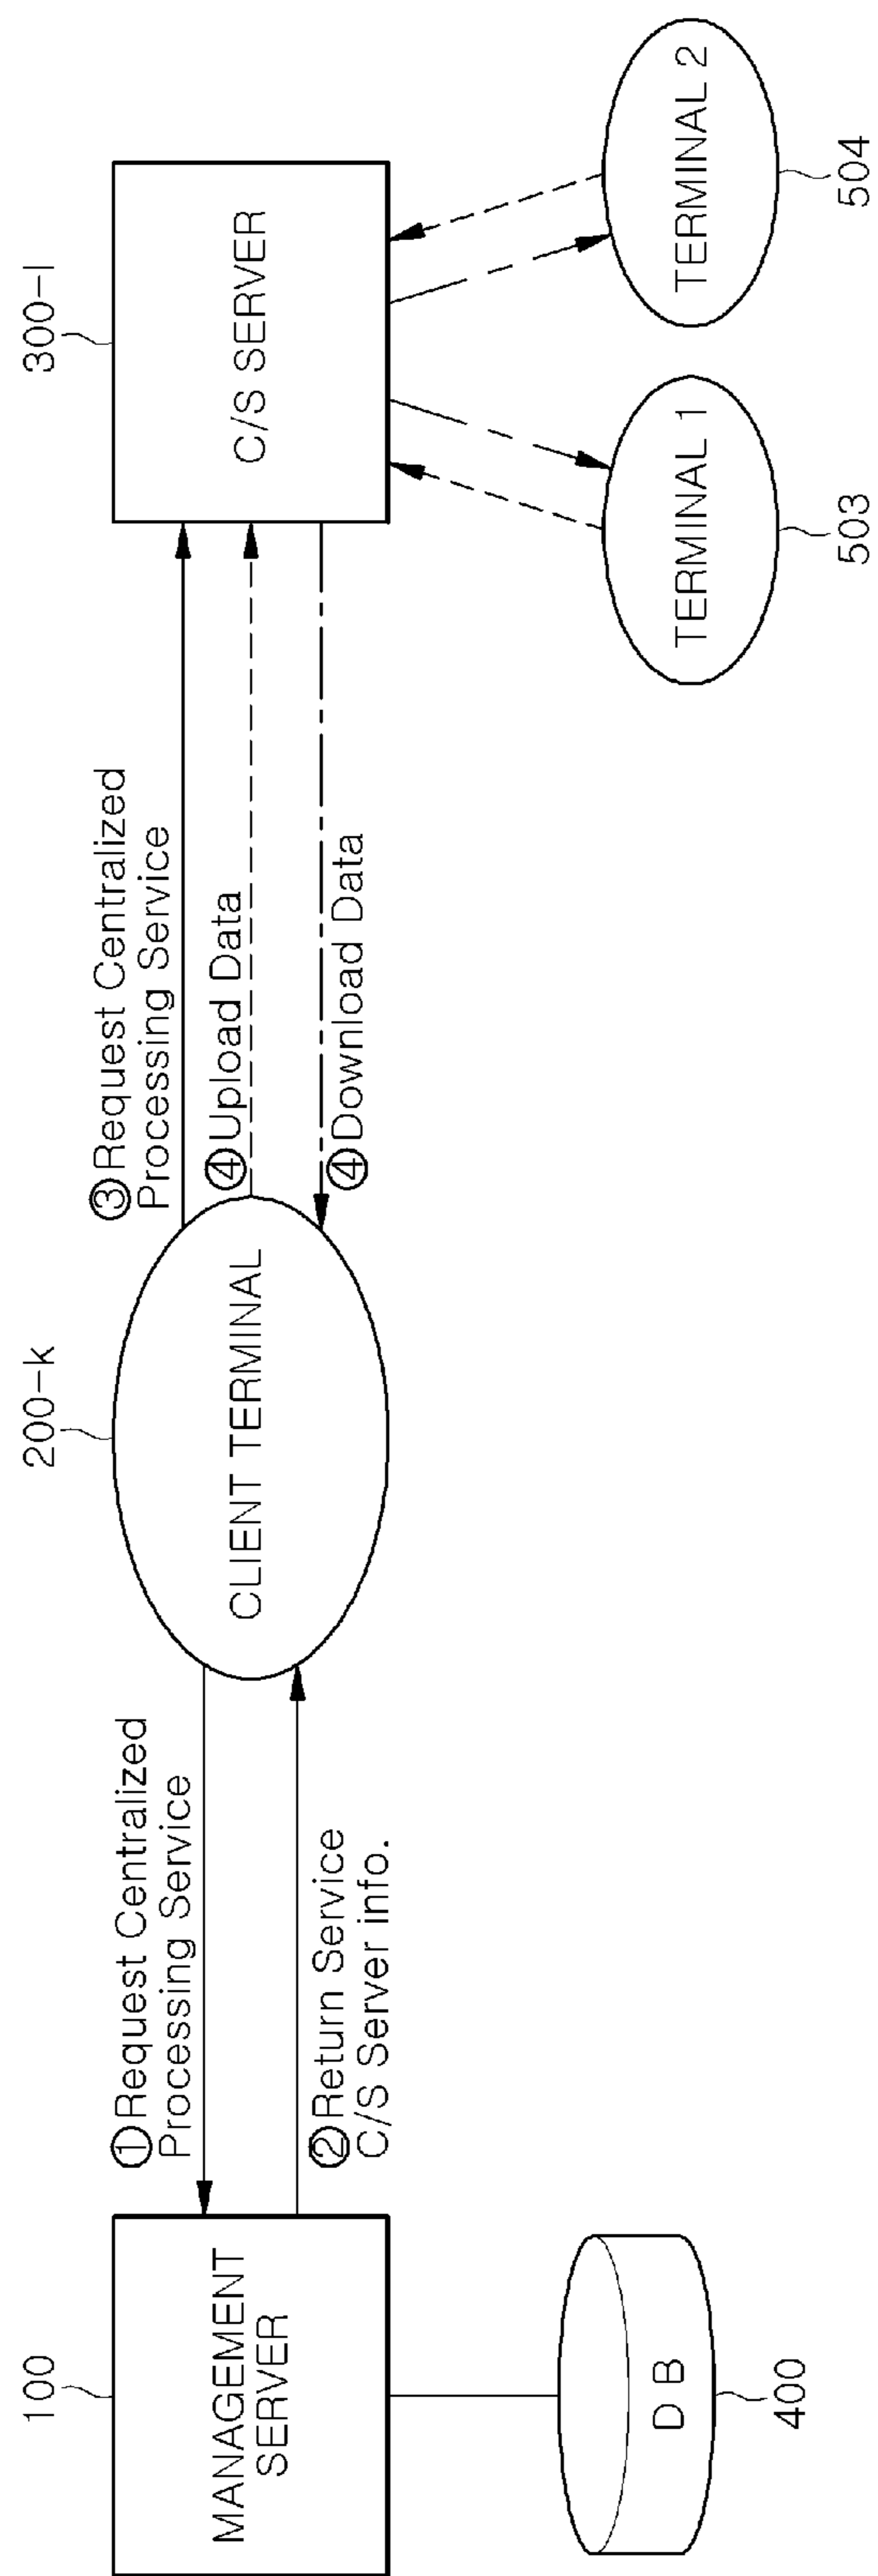 100
MANAGEMENT
SERVER
D B
400
①Request Centralized
Processing Service
②Return Service
C/S Server info.
200-k
CLIENT TERMINAL
③Request Centralized
Processing Service
④Upload Data
④Download Data
300-l
C/S SERVER
TERMINAL 1
503
TERMINAL 2
504